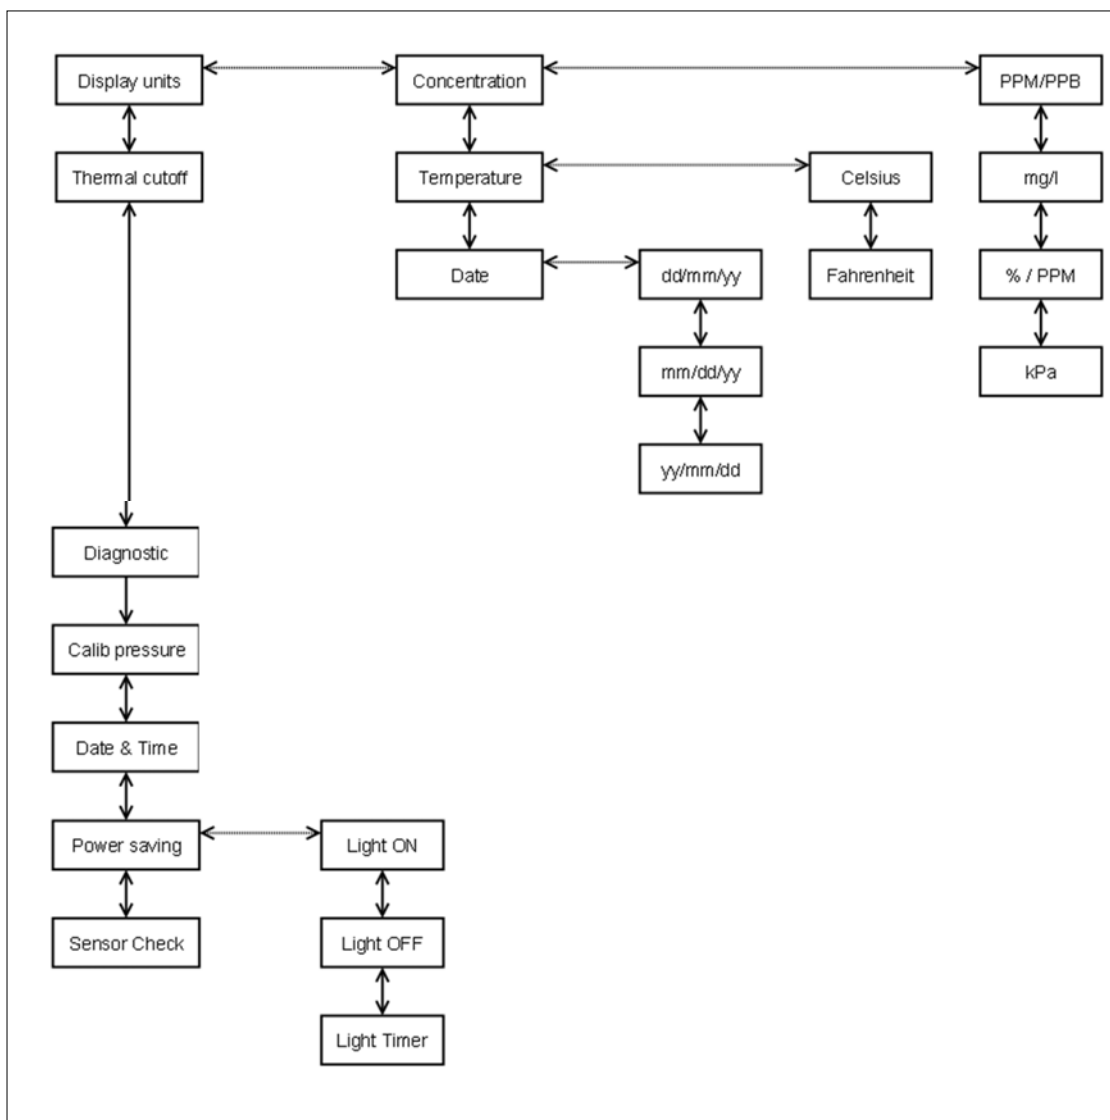 Display units
Concentration
PPM/PPB
Thermal cutoff
Temperature
Celsius
mg/l
Date
dd/mm/yy
Fahrenheit
% / PPM
mm/dd/yy
kPa
yy/mm/dd
Diagnostic
Calib pressure
Date & Time
Power saving
Light ON
Sensor Check
Light OFF
Light Timer